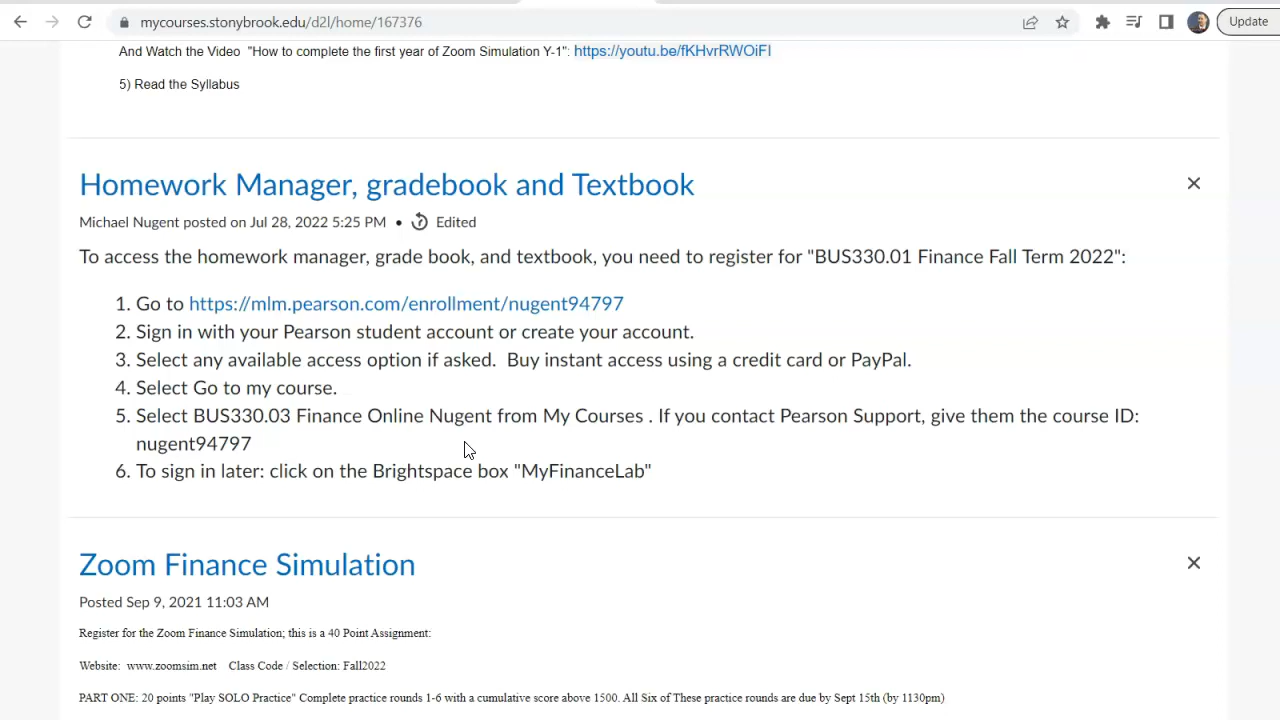 mycourses.stonybrook.edu/d2l/home/167376
Update
And Watch the Video "How to complete the first year of Zoom Simulation Y-1": https://youtu.be/fKHvrRWOiFI
5) Read the Syllabus
Homework Manager, gradebook and Textbook
Michael Nugent posted on Jul 28, 2022 5:25 PM • Edited
To access the homework manager, grade book, and textbook, you need to register for "BUS330.01 Finance Fall Term 2022":
1. Go to https://mlm.pearson.com/enrollment/nugent94797
2. Sign in with your Pearson student account or create your account.
3. Select any available access option if asked. Buy instant access using a credit card or PayPal.
4. Select Go to my course.
5. Select BUS330.03 Finance Online Nugent from My Courses . If you contact Pearson Support, give them the course ID:
nugent94797
6. To sign in later: click on the Brightspace box "MyFinanceLab"
Zoom Finance Simulation
Posted Sep 9, 2021 11:03 AM
Register for the Zoom Finance Simulation; this is a 40 Point Assignment:
Website: www.zoomsim.net Class Code / Selection: Fall2022
PART ONE: 20 points "Play SOLO Practice" Complete practice rounds 1-6 with a cumulative score above 1500. All Six of These practice rounds are due by Sept 15th (by 1130pm)